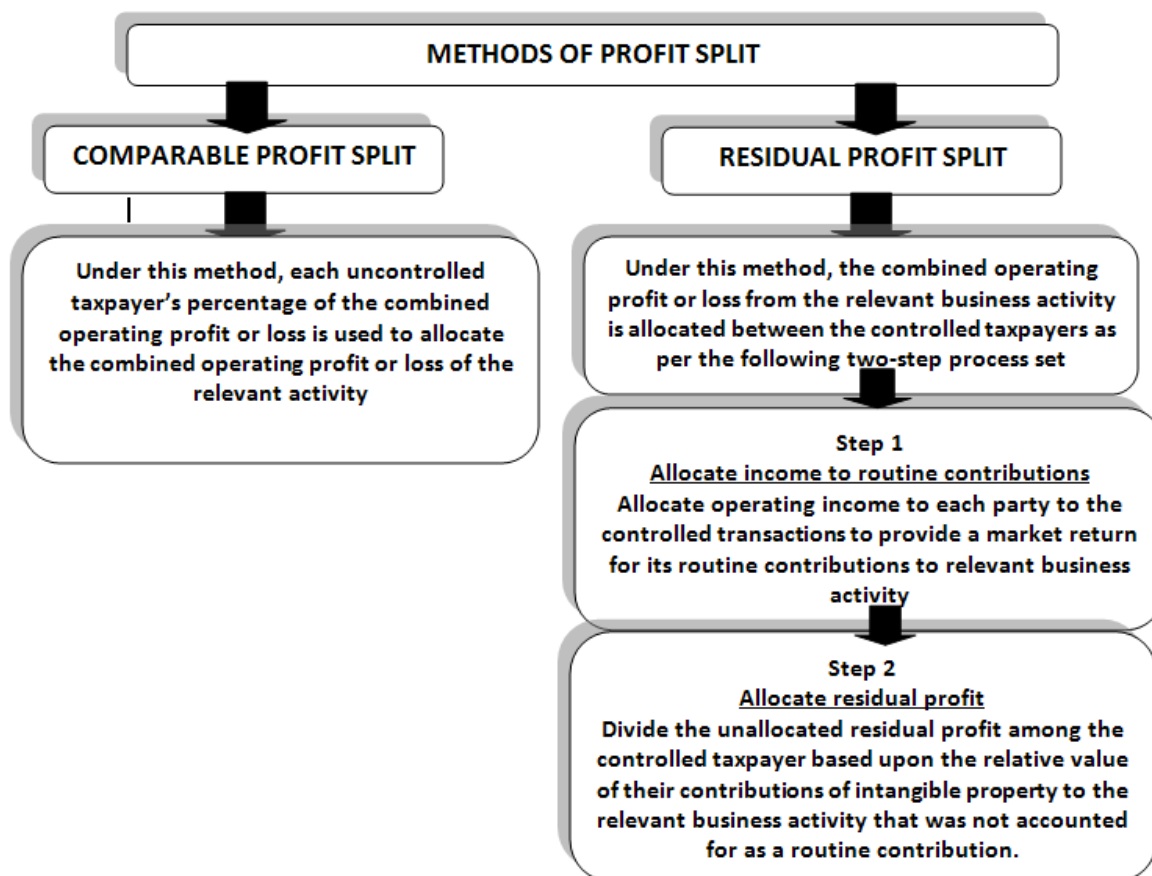 METHODS OF PROFIT SPLIT
COMPARABLE PROFIT SPLIT
Under this method, each uncontrolled
taxpayer's percentage of the combined
operating profit or loss is used to allocate
the combined operating profit or loss of the
relevant activity
RESIDUAL PROFIT SPLIT
Under this method, the combined operating
profit or loss from the relevant business activity
is allocated between the controlled taxpayers as
per the following two-step process set
Step 1
Allocate income to routine contributions
Allocate operating income to each party to the
controlled transactions to provide a market return
for its routine contributions to relevant business
activity
Step 2
Allocate residual profit
Divide the unallocated residual profit among the
controlled taxpayer based upon the relative value
of their contributions of intangible property to the
relevant business activity that was not accounted
for as a routine contribution.